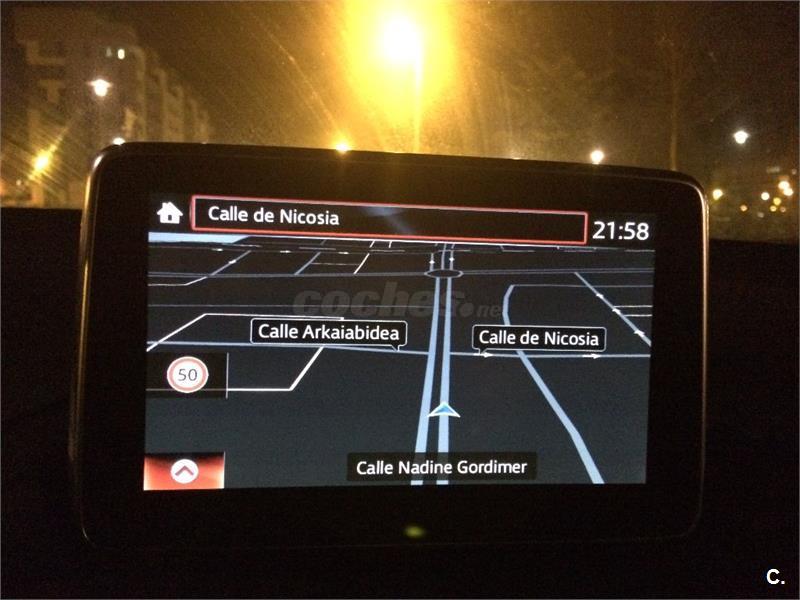 Calle de Nicosia
21:58
coches.net
Calle Arkaiabidea
Calle de Nicosia
50
Calle Nadine Gordimer
C.